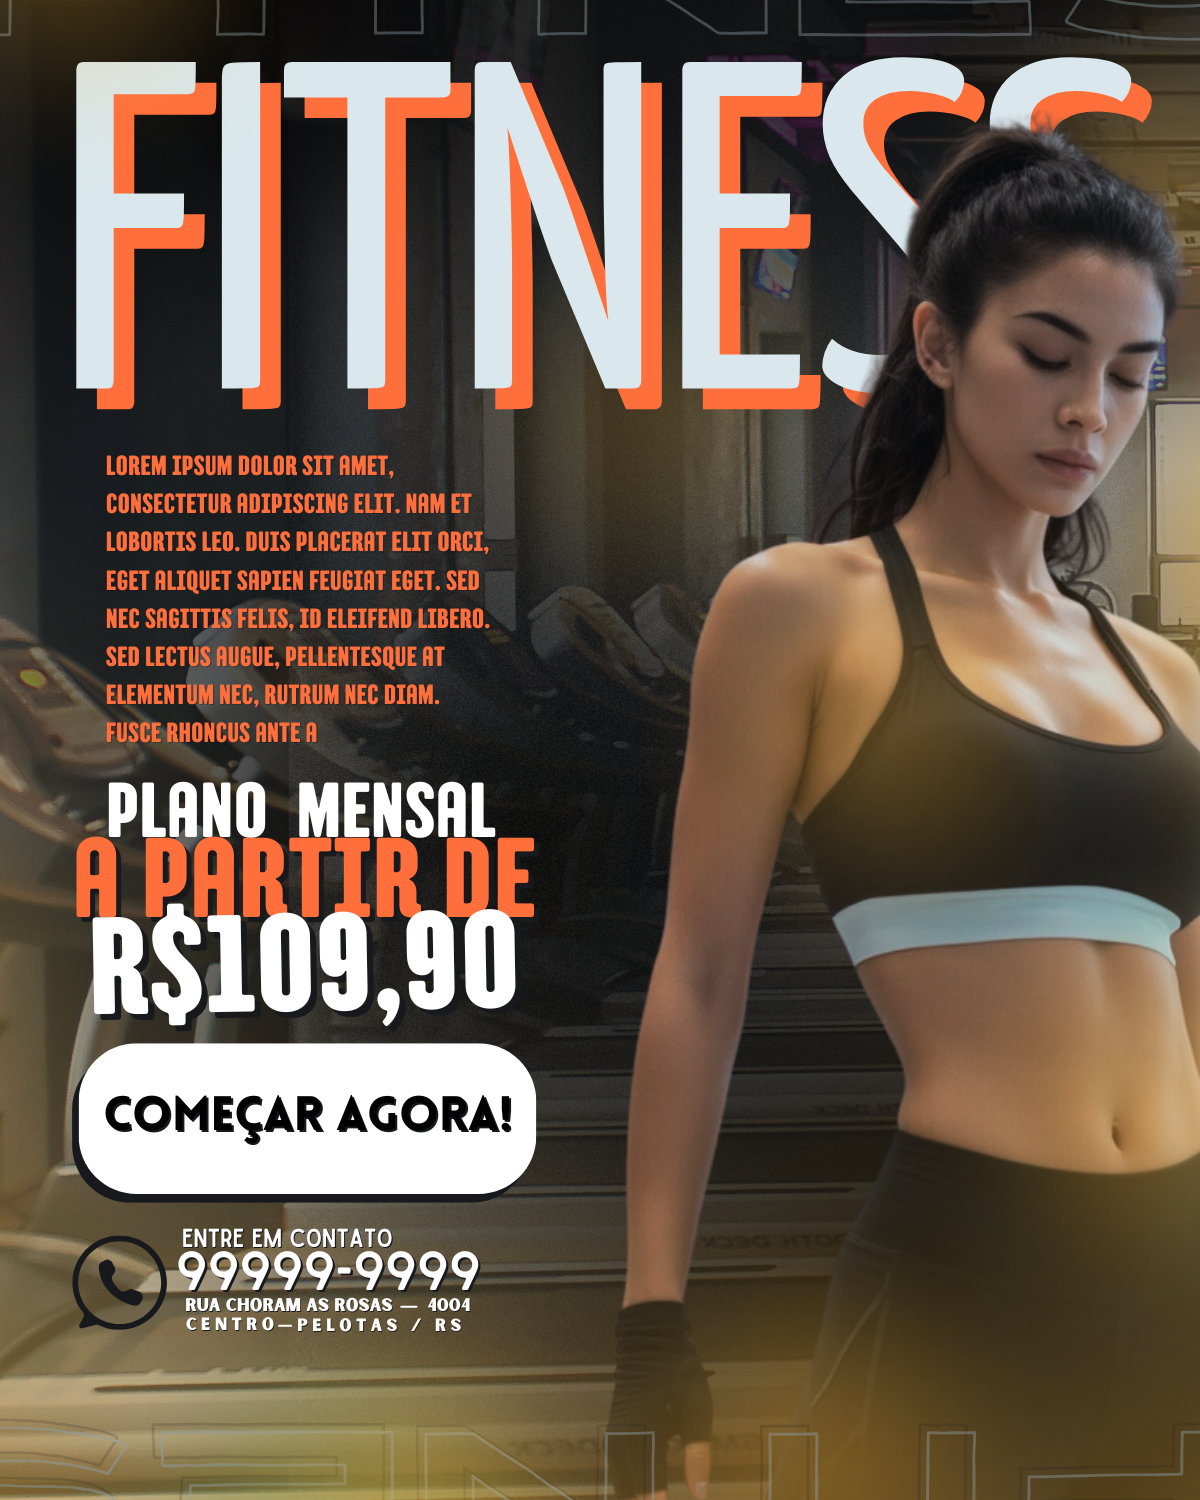 FITNESS
LOREM IPSUM DOLOR SIT AMET,
CONSECTETUR ADIPISCING ELIT. NAM ET
LOBORTIS LEO. DUIS PLACERAT ELIT ORCI,
EGET ALIQUET SAPIEN FEUGIAT EGET. SED
NEC SAGITTIS FELIS, ID ELEIFEND LIBERO.
SED LECTUS AUGUE, PELLENTESQUE AT
ELEMENTUM NEC, RUTRUM NEC DIAM.
FUSCE RHONCUS ANTE A
PLANO MENSAL
A PARTIR DE
R$109,90
COMEÇAR AGORA!
ENTRE EM CONTATO
99999-9999
RUA CHORAM AS ROSAS — 4004
CENTRO—PELOTAS / RS